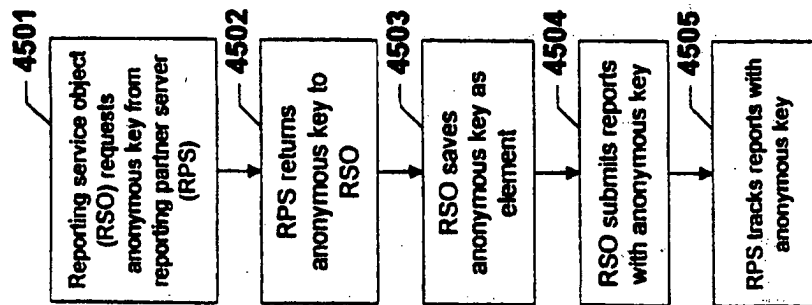 4501
Reporting service object
(RSO) requests
anonymous key from
reporting partner server
(RPS)
4502
RPS returns
anonymous key to
RSO
4503
RSO saves
anonymous key as
element
4504
RSO submits reports
with anonymous key
4505
RPS tracks reports with
anonymous key